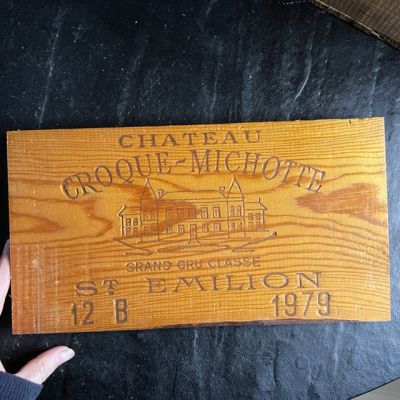 CHATEAU
CROQUE-MICHOTTE
GRAND CRU CLASSE
ST EMILION
12 B 1979